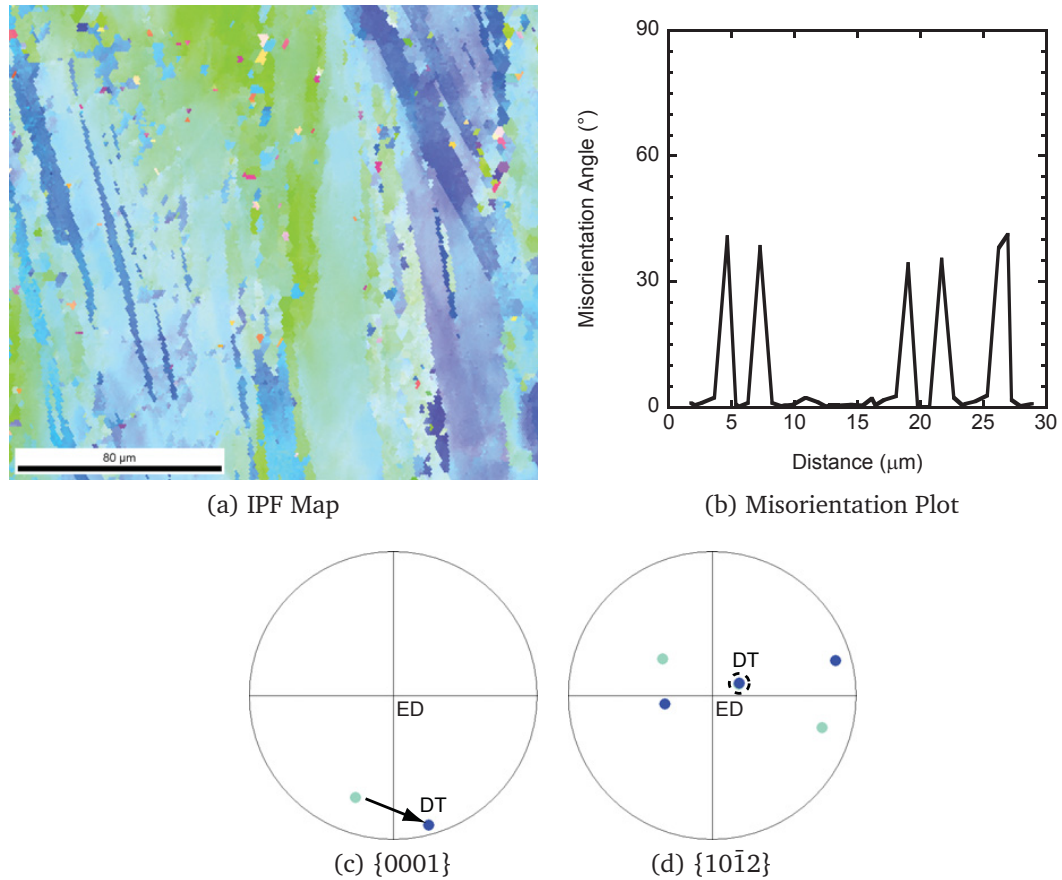 80 µm
(a) IPF Map
90
60
30
0
Misorientation Angle (°)
0 5 10 15 20 25 30
Distance (µm)
(b) Misorientation Plot
ED
DT
(c) {0001}
DT
ED
(d) {101̄2}